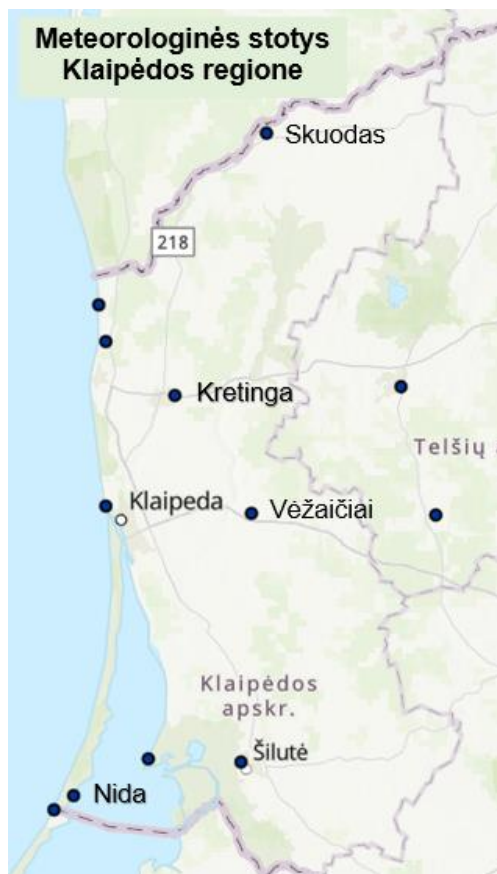 Meteorologinės stotys
Klaipėdos regione
Skuodas
218
Kretinga
Telšių a
Klaipeda
Vėžaičiai
Klaipėdos
apskr.
Šilutė
Nida